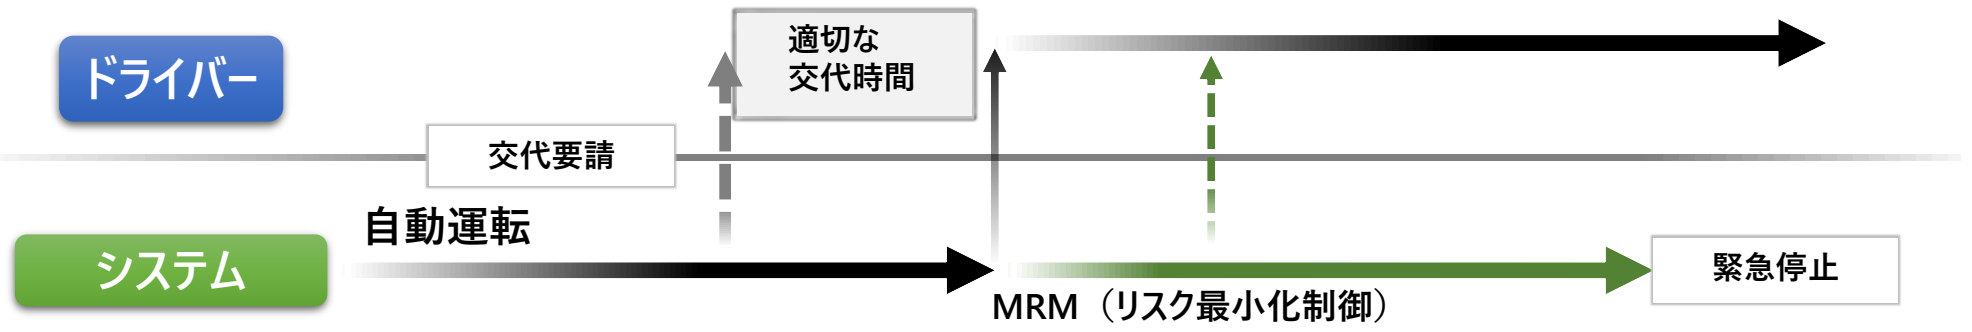 ドライバー
適切な
交代時間
交代要請
自動運転
システム
緊急停止
MRM（リスク最小化制御）